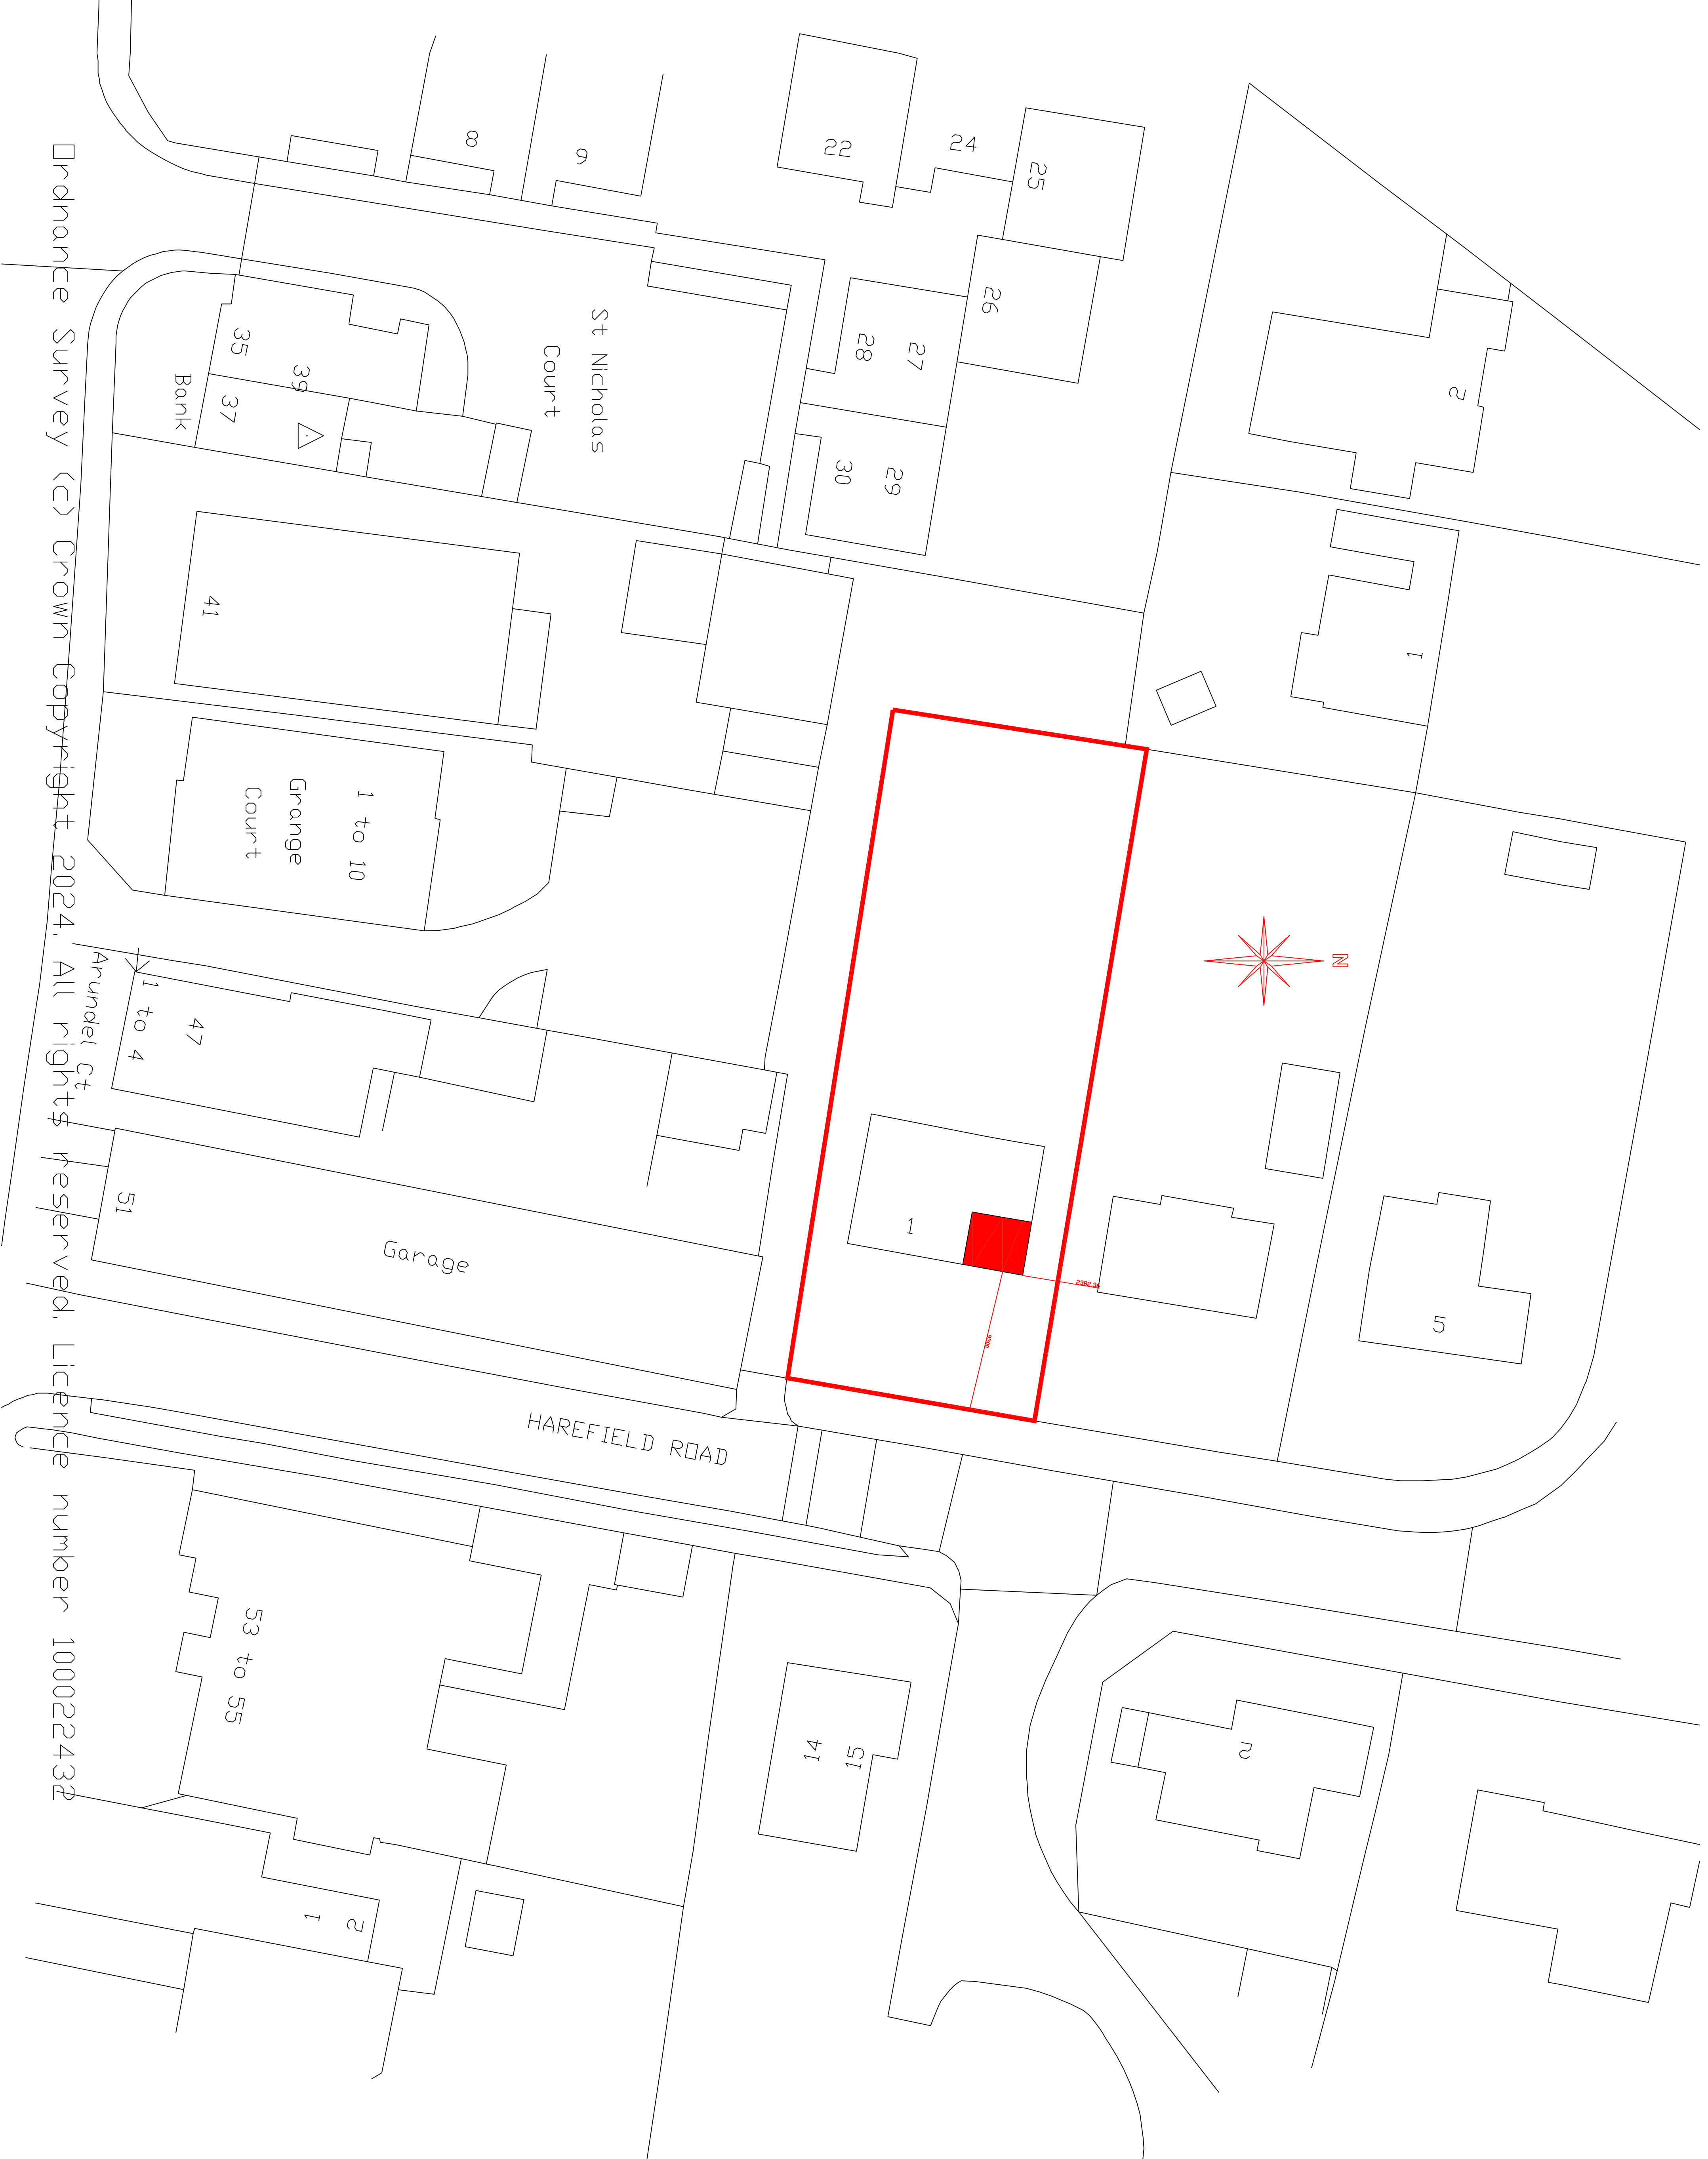 8
9
22
24
25
26
27
28
29
30
St Nicholas
Court
35
39
37
Bank
2
1
41
1 to 10
Grange
Court
N
Arundel Ct
1 to 4
47
51
Garage
1
2382.36
5
HAREFIELD ROAD
53 to 55
14
15
2
1
2
Ordnance Survey (c) Crown Copyright 2024. All rights reserved. Licence number 100022432